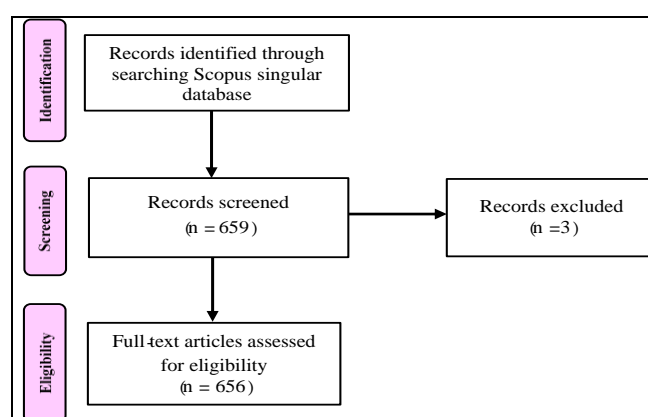 Identification
Records identified through
searching Scopus singular
database
Screening
Records screened
(n = 659)
Records excluded
(n =3)
Eligibility
Full-text articles assessed
for eligibility
(n = 656)